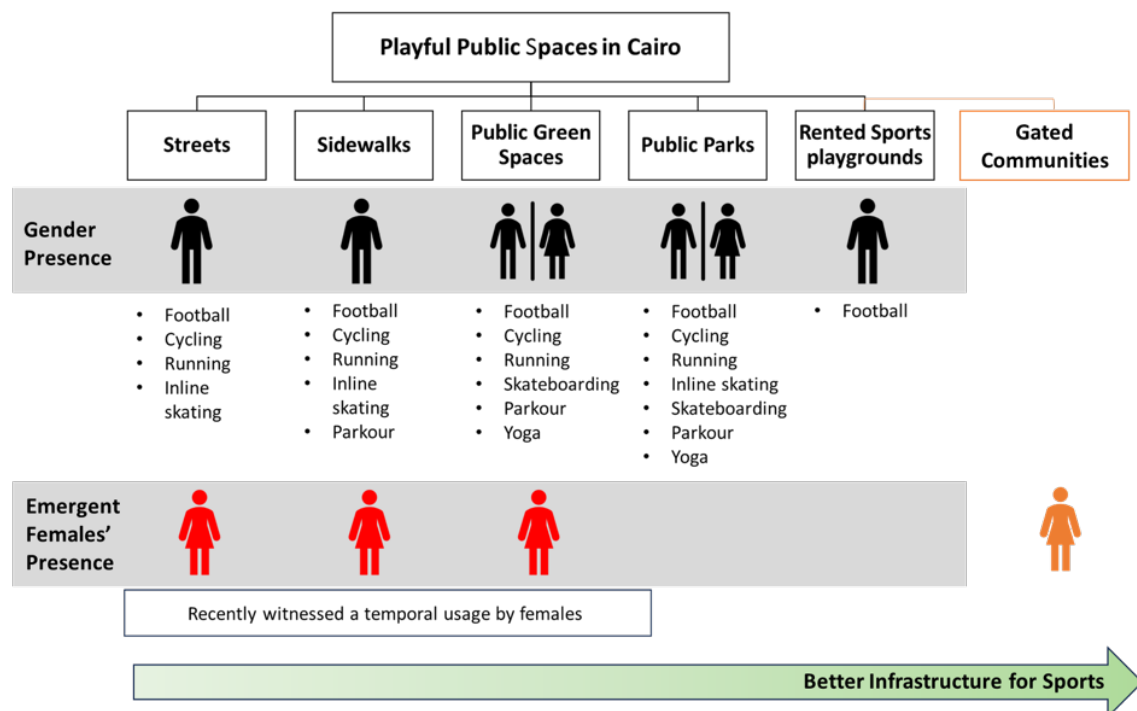 Playful Public Spaces in Cairo
Streets
Sidewalks
Public Green
Spaces
Public Parks
Rented Sports
playgrounds
Gated
Communities
Gender
Presence
• Football
• Cycling
• Running
• Inline
skating
• Football
• Cycling
• Running
• Inline
skating
• Parkour
• Football
• Cycling
• Running
• Skateboarding
• Parkour
• Yoga
• Football
• Cycling
• Running
• Inline skating
• Skateboarding
• Parkour
• Yoga
• Football
Emergent
Females’
Presence
Recently witnessed a temporal usage by females
Better Infrastructure for Sports